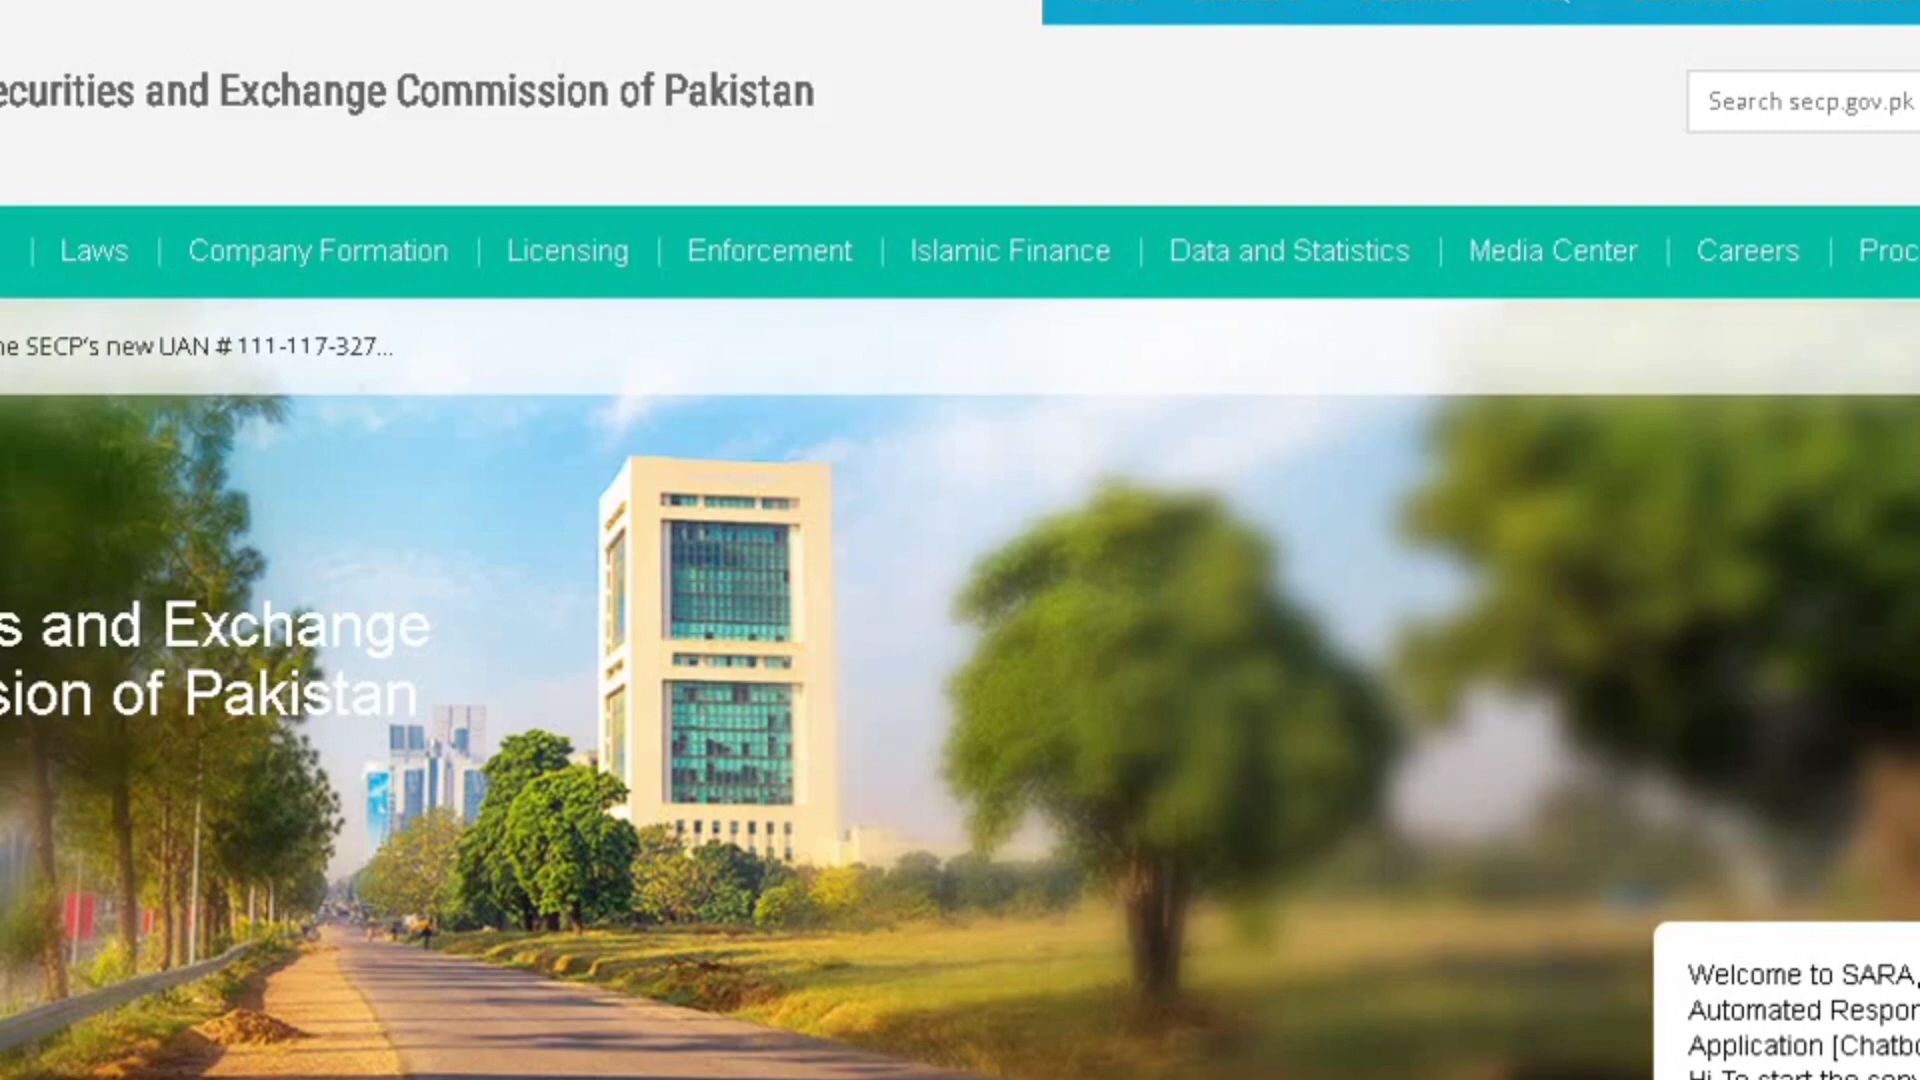 ecurities and Exchange Commission of Pakistan
Search secp.gov.pk
Laws | Company Formation | Licensing | Enforcement | Islamic Finance | Data and Statistics | Media Center | Careers | Proc
he SECP's new UAN # 111-117-327...
s and Exchange
sion of Pakistan
Welcome to SARA,
Automated Respon
Application [Chatbo